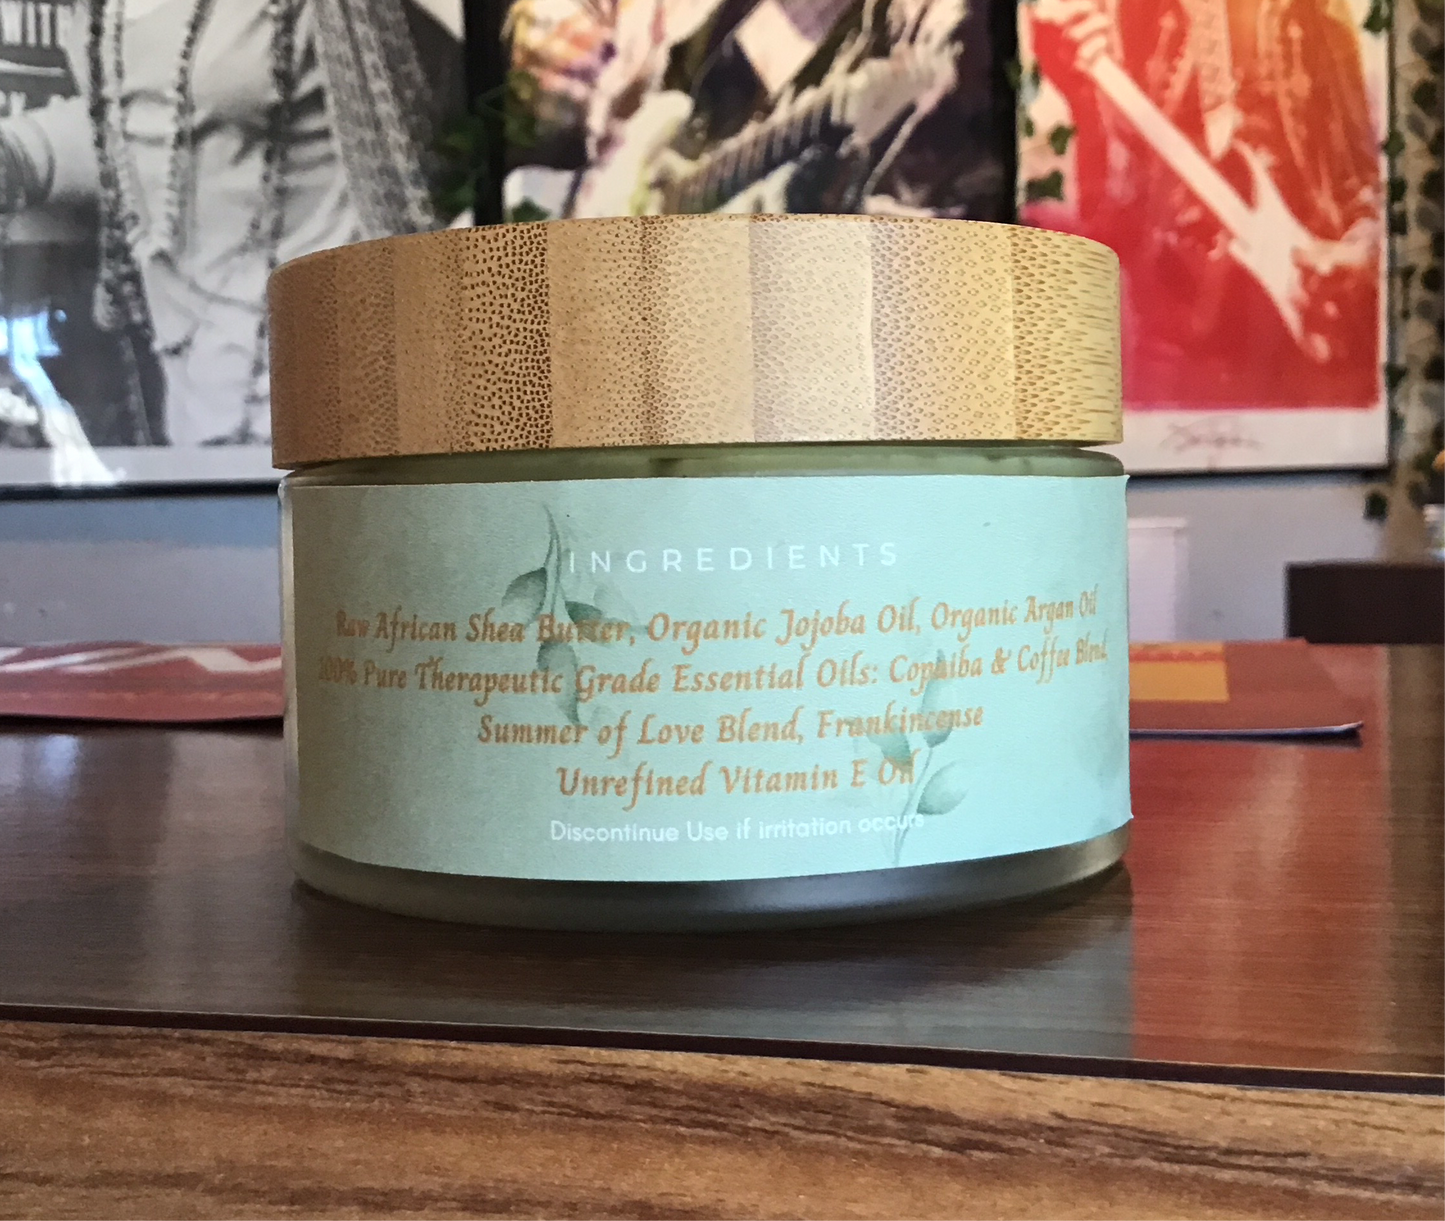 INGREDIENTS
Raw African Shea Butter, Organic Jojoba Oil, Organic Argan Oil
100% Pure Therapeutic Grade Essential Oils: Copaiba & Coffee Blend
Summer of Love Blend, Frankincense
Unrefined Vitamin E Oil
Discontinue Use if irritation occurs